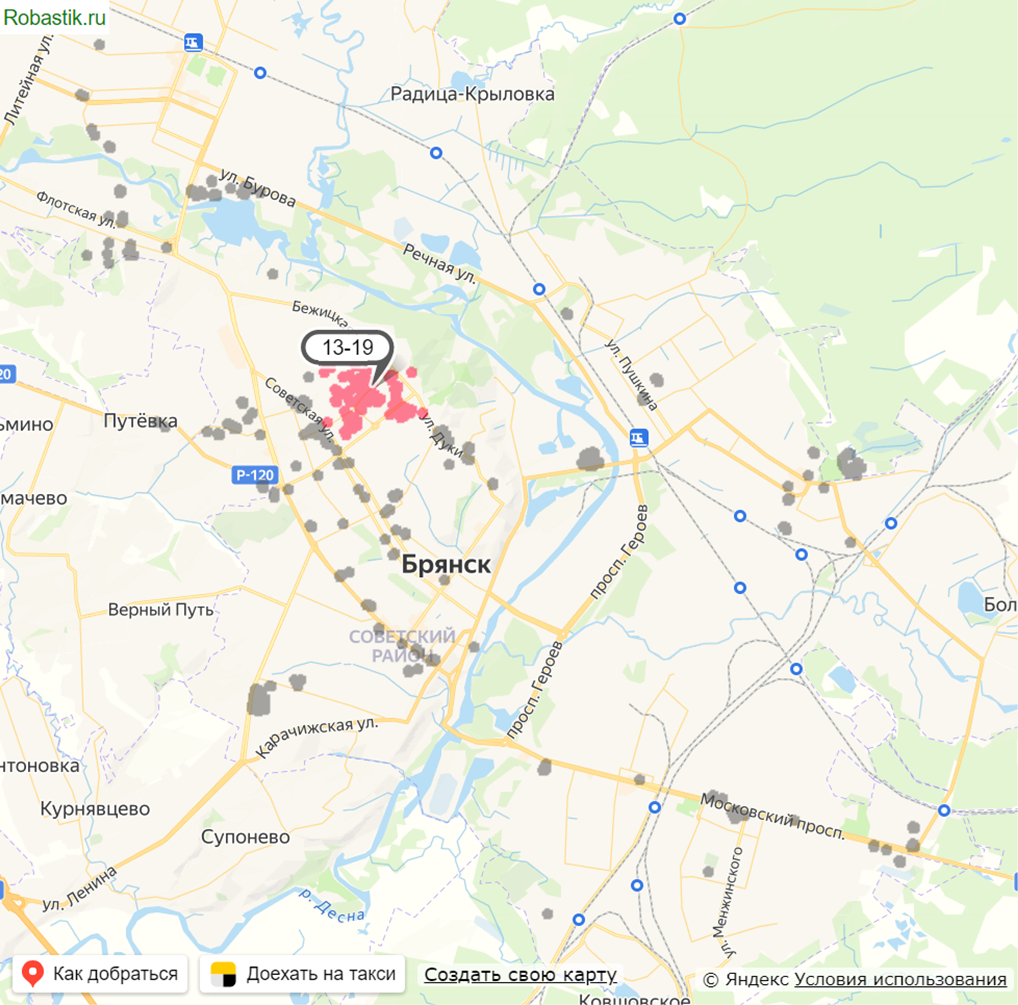 Robastik.ru
Литейная ул.
Радица-Крыловка
ул. Бурова
Флотская ул.
Речная ул.
Бежицка
13-19
ул. Пушкина
20
Советская ул.
Путёвка
ьмино
ул. Дуки
Р-120
мачево
просп. Героев
Брянск
Верный Путь
Бол
СОВЕТСКИЙ
РАЙОН
просп. Героев
Карачижская ул.
нтоновка
Курнявцево
Московский просп.
Супонево
ул. Менжинского
ул. Ленина
р. Десна
Как добраться
Доехать на такси
Создать свою карту
© Яндекс Условия использования
Ковшовское